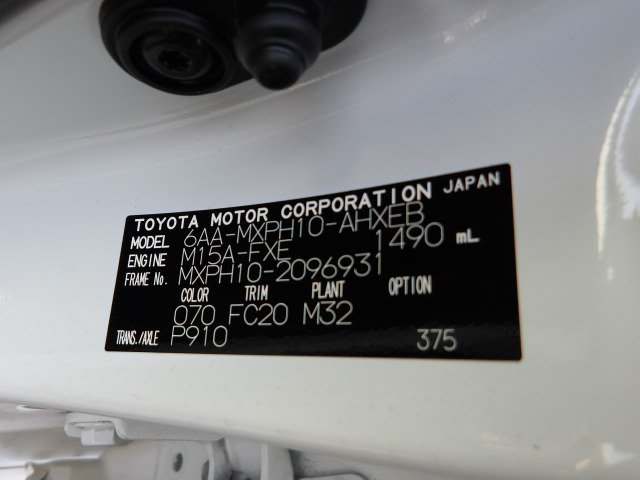 TOYOTA MOTOR CORPORATION JAPAN
MODEL 6AA-MXPH10-AHXEB
ENGINE M15A-FXE 1490 mL
FRAME No. MXPH10-2096931
COLOR TRIM PLANT OPTION
070 FC20 M32
TRANS./AXLE P910 375